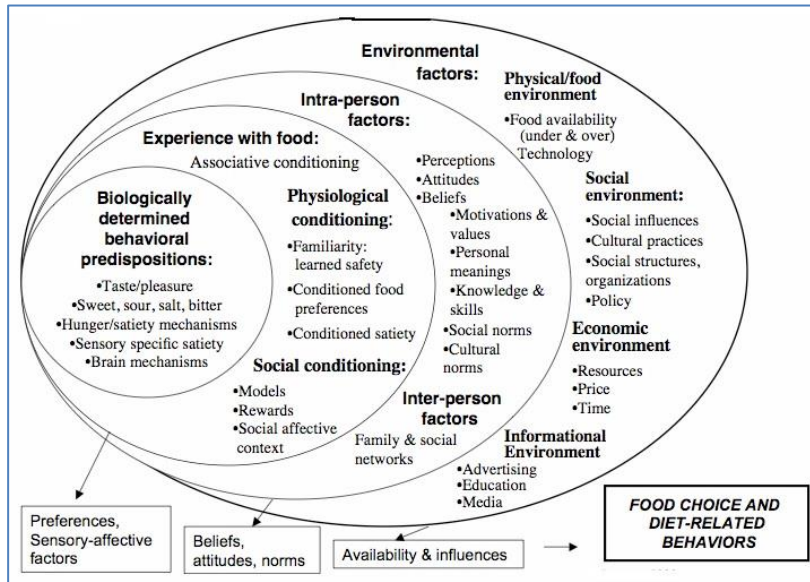 Environmental
factors:
Physical/food
environment
•Food availability
(under & over)
Technology
Social
environment:
•Social influences
•Cultural practices
•Social structures,
organizations
•Policy
Economic
environment
•Resources
•Price
•Time
Informational
Environment
•Advertising
•Education
•Media
Intra-person
factors:
•Perceptions
•Attitudes
•Beliefs
•Motivations &
values
•Personal
meanings
•Knowledge &
skills
•Social norms
•Cultural
norms
Inter-person
factors
Family & social
networks
Experience with food:
Associative conditioning
Physiological
conditioning:
•Familiarity:
learned safety
•Conditioned food
preferences
•Conditioned satiety
Social conditioning:
•Models
•Rewards
•Social affective
context
Biologically
determined
behavioral
predispositions:
•Taste/pleasure
•Sweet, sour, salt, bitter
•Hunger/satiety mechanisms
•Sensory specific satiety
•Brain mechanisms
Preferences,
Sensory-affective
factors
Beliefs,
attitudes, norms
Availability & influences
FOOD CHOICE AND
DIET-RELATED
BEHAVIORS